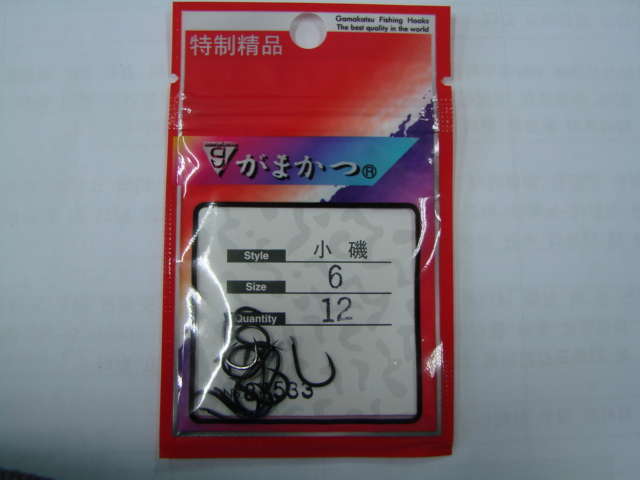 Gamakatsu Fishing Hooks
The best quality in the world
特制精品
がまかつ®
Style 小磯
Size 6
Quantity 12